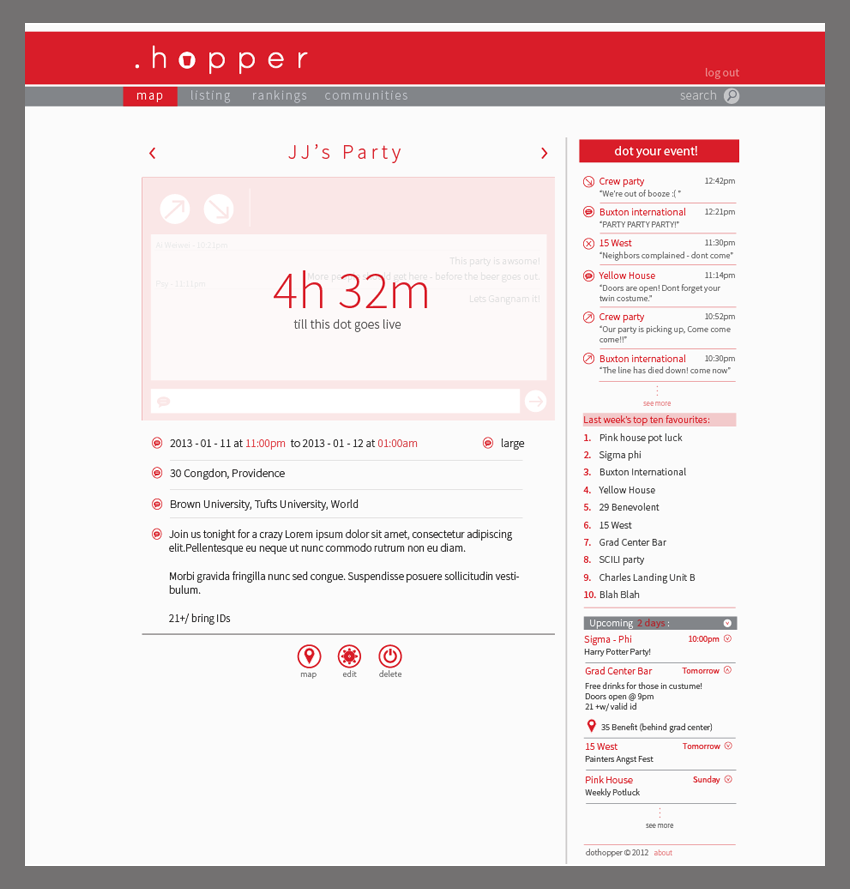 .hopper
log out
map listing rankings communities search
JJ's Party
Al Wakeel - 10:21pm
This party is awsome!
More get here - before the beer goes out.
Pay - 11:11pm
Lets Gangnam it!
4h 32m
till this dot goes live
2013 - 01 - 11 at 11:00pm to 2013 - 01 - 12 at 01:00am large
30 Congdon, Providence
Brown University, Tufts University, World
Join us tonight for a crazy Lorem ipsum dolor sit amet, consectetur adipiscing
elit.Pellentesque eu neque ut nunc commodo rutrum non eu diam.
Morbi gravida fringilla nunc sed congue. Suspendisse posuere sollicitudin vesti-
bulum.
21+/ bring IDs
map edit delete
dot your event!
Crew party 12:42pm
"We're out of booze :( "
Buxton international 12:21pm
"PARTY PARTY PARTY!"
15 West 11:30pm
"Neighbors complained - dont come"
Yellow House 11:14pm
"Doors are open! Dont forget your
twin costume."
Crew party 10:52pm
"Our party is picking up, Come come
come!!"
Buxton international 10:30pm
"The line has died down! come now"
see more
Last week's top ten favourites:
1. Pink house pot luck
2. Sigma phi
3. Buxton International
4. Yellow House
5. 29 Benevolent
6. 15 West
7. Grad Center Bar
8. SCILI party
9. Charles Landing Unit B
10. Blah Blah
Upcoming 2 days :
Sigma - Phi 10:00pm
Harry Potter Party!
Grad Center Bar Tomorrow
Free drinks for those in custume!
Doors open @ 9pm
21 +w/ valid id
35 Benefit (behind grad center)
15 West Tomorrow
Painters Angst Fest
Pink House Sunday
Weekly Potluck
see more
dothopper © 2012 about